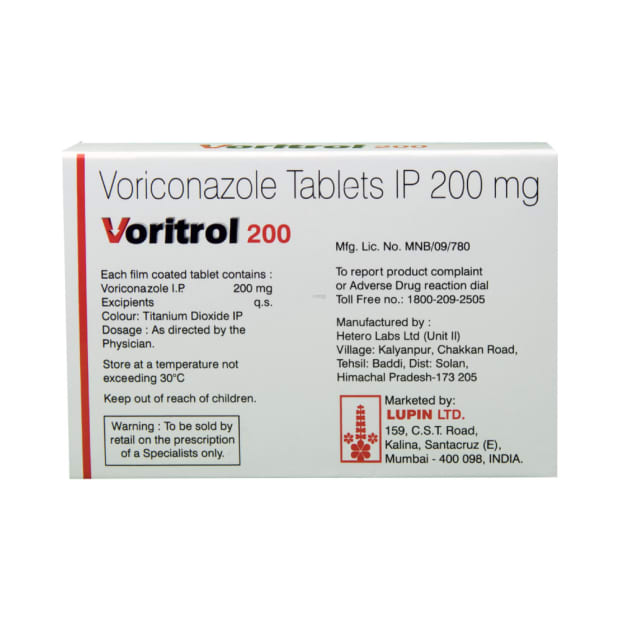 Voritrol 200
Voriconazole Tablets IP 200 mg
Voritrol 200
Each film coated tablet contains :
Voriconazole I.P. 200 mg
Excipients q.s.
Colour: Titanium Dioxide IP
Dosage : As directed by the
Physician.
Store at a temperature not
exceeding 30°C
Keep out of reach of children.
Warning : To be sold by
retail on the prescription
of a Specialists only.
Mfg. Lic. No. MNB/09/780
To report product complaint
or Adverse Drug reaction dial
Toll Free no.: 1800-209-2505
Manufactured by :
Hetero Labs Ltd (Unit II)
Village: Kalyanpur, Chakkan Road,
Tehsil: Baddi, Dist: Solan,
Himachal Pradesh-173 205
Marketed by:
LUPIN LTD.
159, C.S.T. Road,
Kalina, Santacruz (E),
Mumbai - 400 098, INDIA.